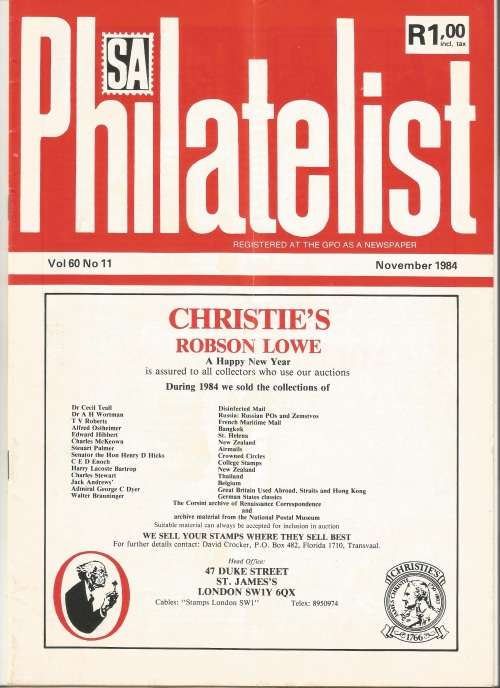 SA
Philatelist
R1,00
incl. tax
REGISTERED AT THE GPO AS A NEWSPAPER
Vol 60 No 11 November 1984
CHRISTIE'S
ROBSON LOWE
A Happy New Year
is assured to all collectors who use our auctions
During 1984 we sold the collections of
Dr Cecil Teall Disinfected Mail
Dr A H Wortman Russia: Russian POs and Zemstvos
T V Roberts French Maritime Mail
Alfred Ostheimer Bangkok
Edward Hibbert St. Helena
Charles McKeown New Zealand
Stenart Palmer Airmails
Senator the Hon Henry D Hicks Crowned Circles
C E D Enoch College Stamps
Harry Lacoste Bartrop New Zealand
Charles Stewart Thailand
Jack Andrews' Belgium
Admiral George C Dyer Great Britain Used Abroad, Straits and Hong Kong
Walter Brauninger German States classics
The Corsini archive of Renaissance Correspondence
and
archive material from the National Postal Museum
Suitable material can always be accepted for inclusion in auction
WE SELL YOUR STAMPS WHERE THEY SELL BEST
For further details contact: David Crocker, P.O. Box 482, Florida 1710, Transvaal.
Head Office:
47 DUKE STREET
ST. JAMES'S
LONDON SW1Y 6QX
Cables: "Stamps London SW1" Telex: 8950974
CHRISTIE'S
1766